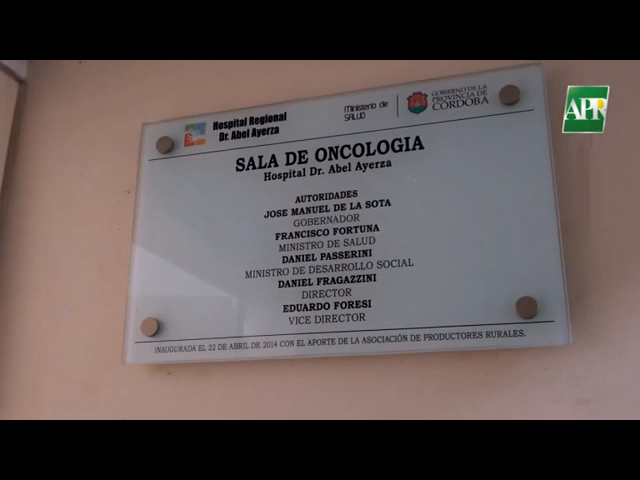 Hospital Regional
Dr. Abel Ayerza
Ministerio de
SALUD
GOBIERNO DE LA
PROVINCIA DE
CORDOBA
APR
SALA DE ONCOLOGIA
Hospital Dr. Abel Ayerza
AUTORIDADES
JOSE MANUEL DE LA SOTA
GOBERNADOR
FRANCISCO FORTUNA
MINISTRO DE SALUD
DANIEL PASSERINI
MINISTRO DE DESARROLLO SOCIAL
DANIEL FRAGAZZINI
DIRECTOR
EDUARDO FORESI
VICE DIRECTOR
INAUGURADA EL 22 DE ABRIL DE 2014 CON EL APORTE DE LA ASOCIACIÓN DE PRODUCTORES RURALES.